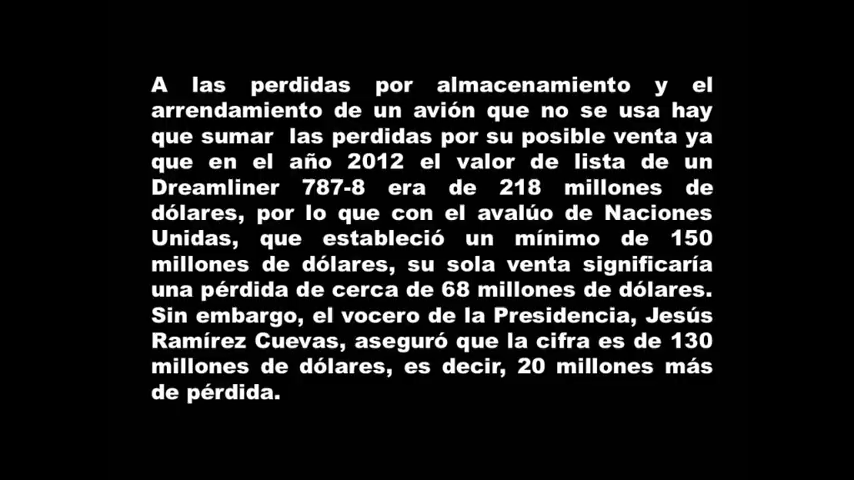 A las perdidas por almacenamiento y el
arrendamiento de un avión que no se usa hay
que sumar las perdidas por su posible venta ya
que en el año 2012 el valor de lista de un
Dreamliner 787-8 era de 218 millones de
dólares, por lo que con el avalúo de Naciones
Unidas, que estableció un mínimo de 150
millones de dólares, su sola venta significaría
una pérdida de cerca de 68 millones de dólares.
Sin embargo, el vocero de la Presidencia, Jesús
Ramírez Cuevas, aseguró que la cifra es de 130
millones de dólares, es decir, 20 millones más
de pérdida.